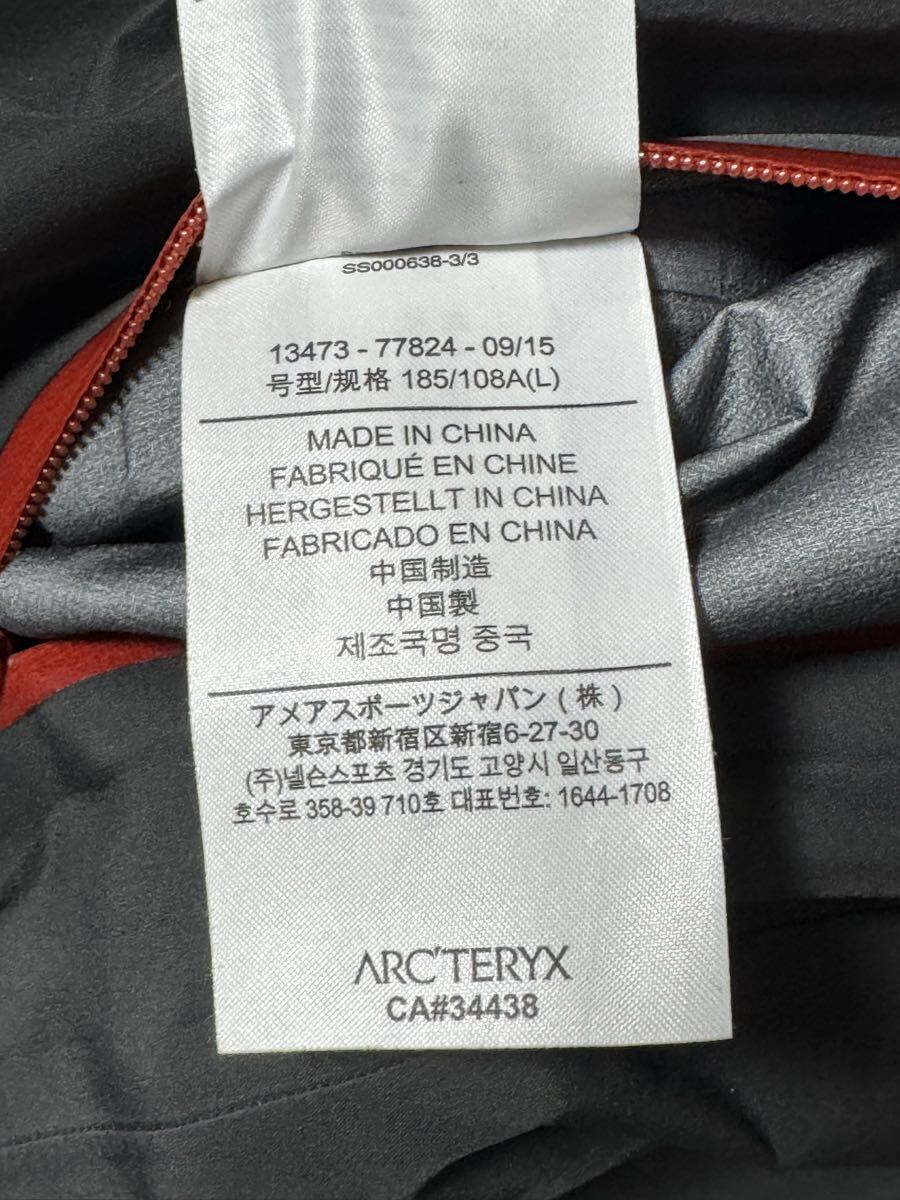 SS000638-3/3
13473 - 77824 - 09/15
号型/规格 185/108A(L)
MADE IN CHINA
FABRIQUÉ EN CHINE
HERGESTELLT IN CHINA
FABRICADO EN CHINA
中国制造
中国製
제조국명 중국
アメアスポーツジャパン ( 株 )
東京都新宿区新宿6-27-30
(주)넬슨스포츠 경기도 고양시 일산동구
호수로 358-39 710호 대표번호: 1644-1708
ARC'TERYX
CA#34438